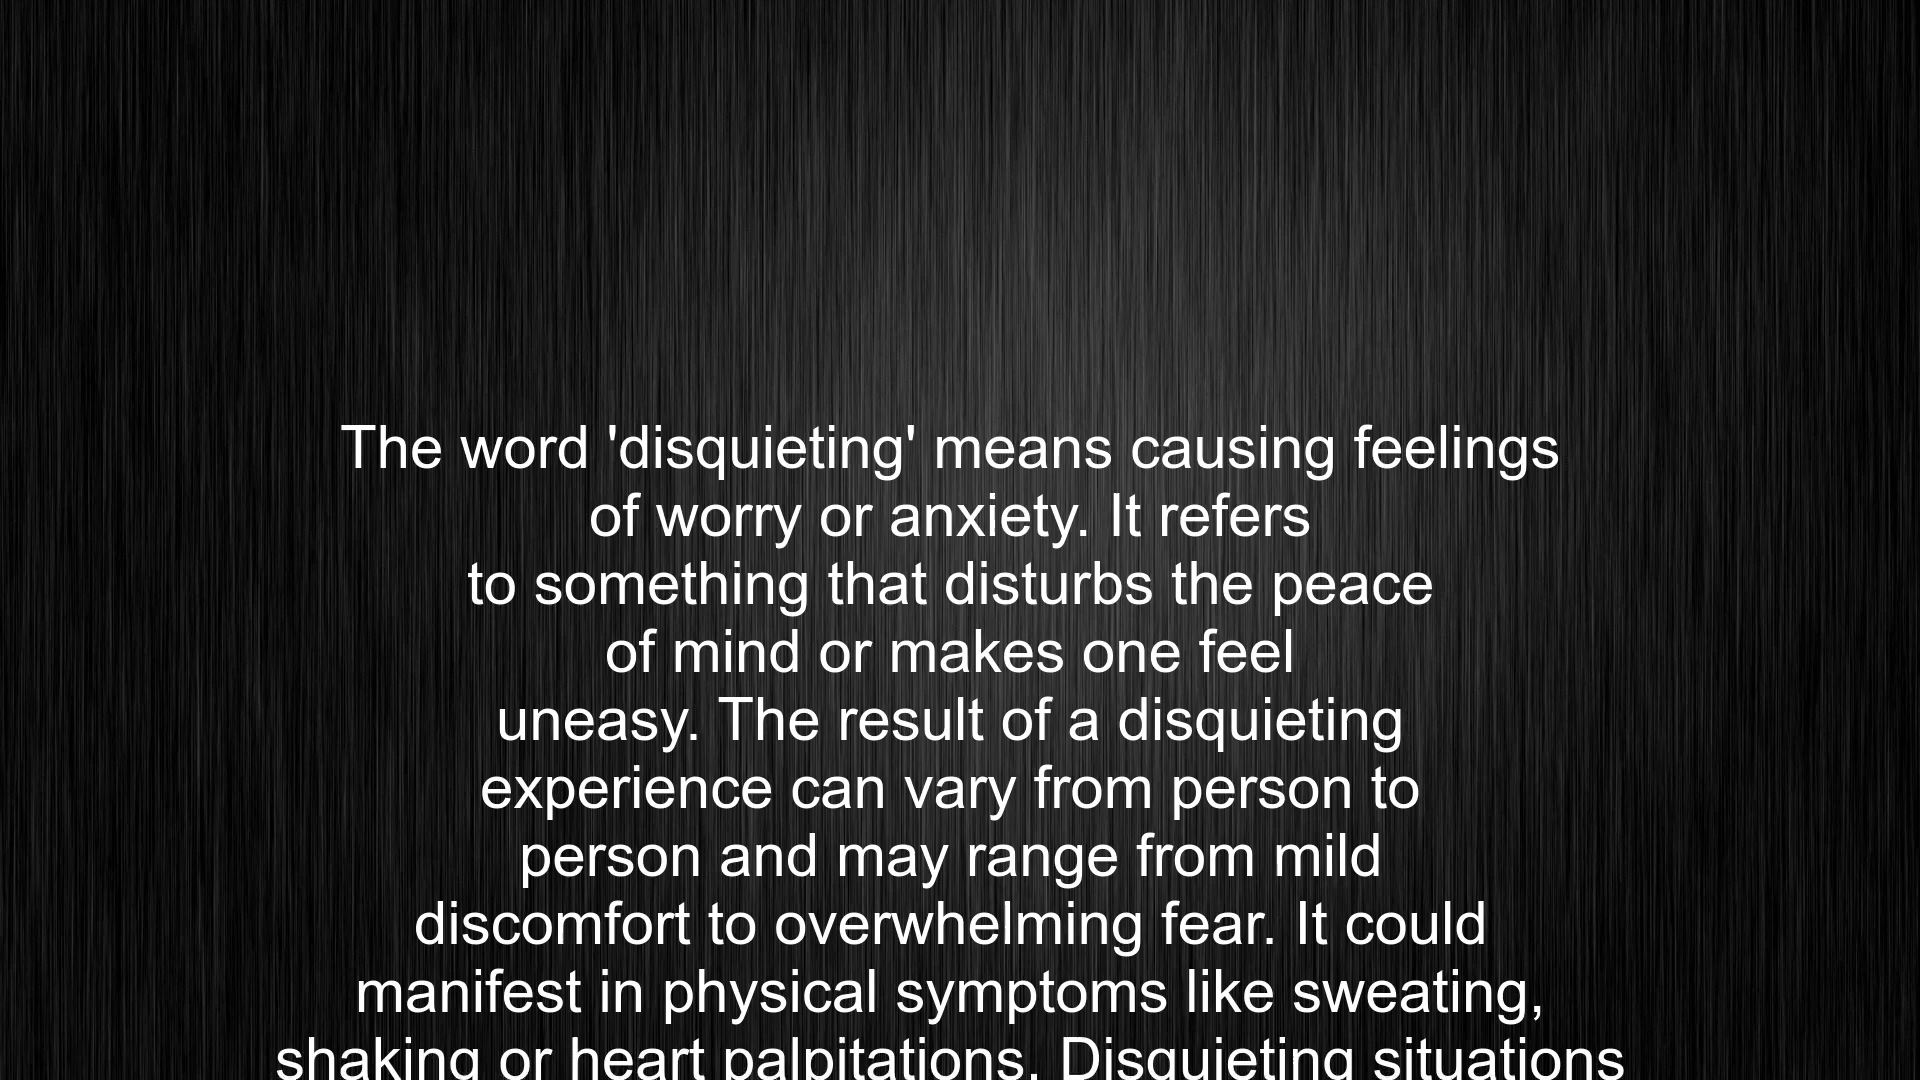 The word 'disquieting' means causing feelings
of worry or anxiety. It refers
to something that disturbs the peace
of mind or makes one feel
uneasy. The result of a disquieting
experience can vary from person to
person and may range from mild
discomfort to overwhelming fear. It could
manifest in physical symptoms like sweating,
shaking or heart palpitations. Disquieting situations